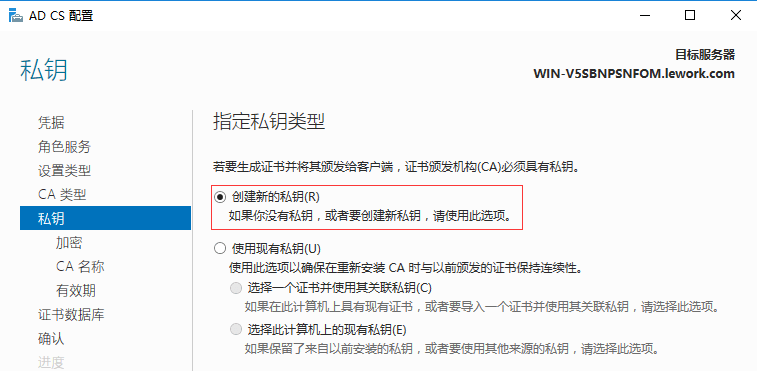 AD CS 配置
私钥
目标服务器
WIN-V5SBNPSNFOM.lework.com
凭据
角色服务
设置类型
CA 类型
私钥
加密
CA 名称
有效期
证书数据库
确认
进度
指定私钥类型
若要生成证书并将其颁发给客户端，证书颁发机构(CA)必须具有私钥。
创建新的私钥(R)
如果你没有私钥，或者要创建新私钥，请使用此选项。
使用现有私钥(U)
使用此选项以确保在重新安装 CA 时与以前颁发的证书保持连续性。
选择一个证书并使用其关联私钥(C)
如果在此计算机上具有现有证书，或者要导入一个证书并使用其关联私钥，请选择此选项。
选择此计算机上的现有私钥(E)
如果保留了来自以前安装的私钥，或者要使用其他来源的私钥，请选择此选项。